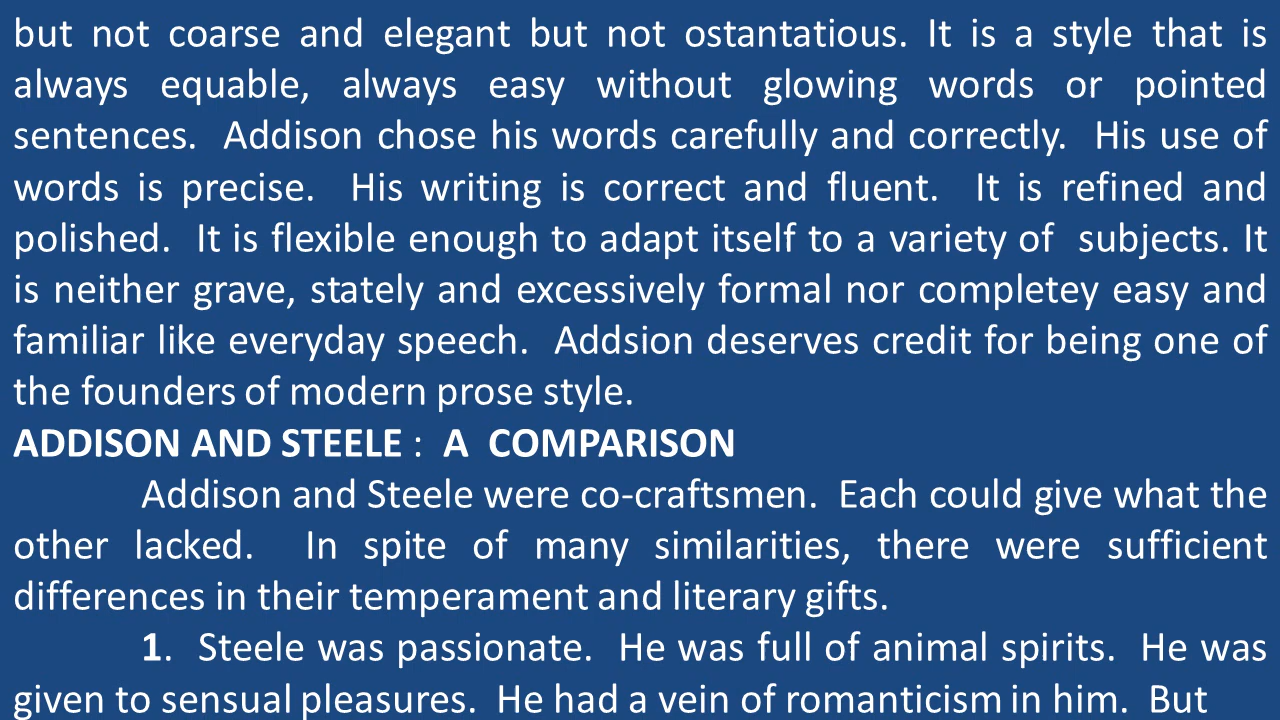 but not coarse and elegant but not ostantatious. It is a style that is
always equable, always easy without glowing words or pointed
sentences. Addison chose his words carefully and correctly. His use of
words is precise. His writing is correct and fluent. It is refined and
polished. It is flexible enough to adapt itself to a variety of subjects. It
is neither grave, stately and excessively formal nor completey easy and
familiar like everyday speech. Addsion deserves credit for being one of
the founders of modern prose style.
ADDISON AND STEELE : A COMPARISON
Addison and Steele were co-craftsmen. Each could give what the
other lacked. In spite of many similarities, there were sufficient
differences in their temperament and literary gifts.
1. Steele was passionate. He was full of animal spirits. He was
given to sensual pleasures. He had a vein of romanticism in him. But